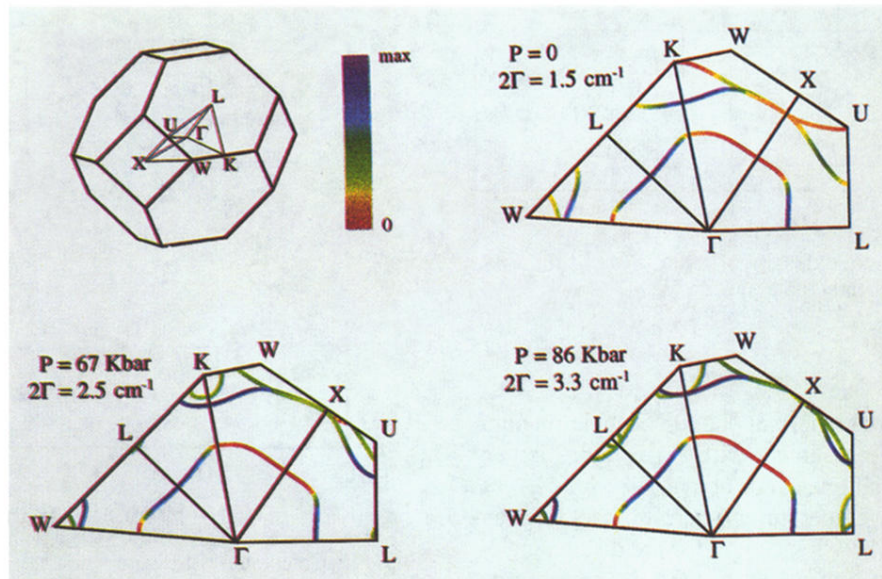 max
0
L
U
Γ
X
W
K
P = 0
2Γ = 1.5 cm⁻¹
K
W
X
U
L
W
Γ
L
P = 67 Kbar
2Γ = 2.5 cm⁻¹
K
W
X
U
L
W
Γ
L
P = 86 Kbar
2Γ = 3.3 cm⁻¹
K
W
X
U
L
W
Γ
L